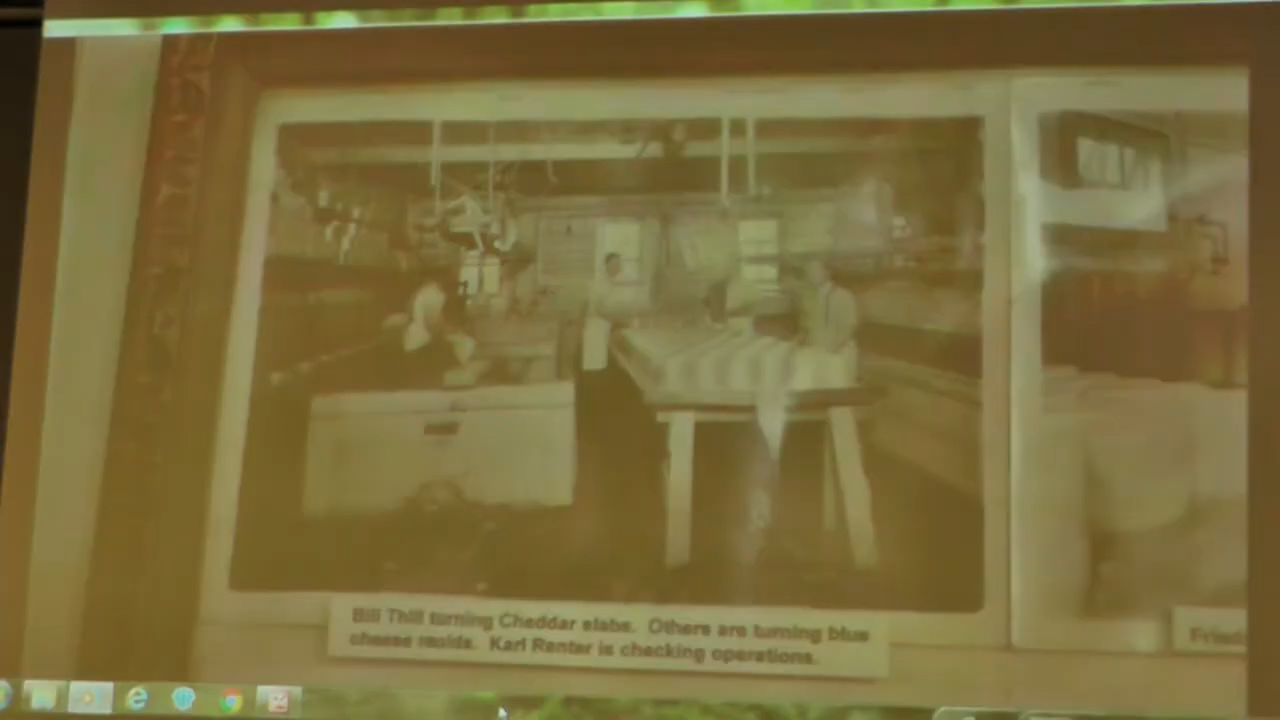 Bill Thill turning Cheddar slabs. Others are turning blue
cheese molds. Karl Renter is checking operations.